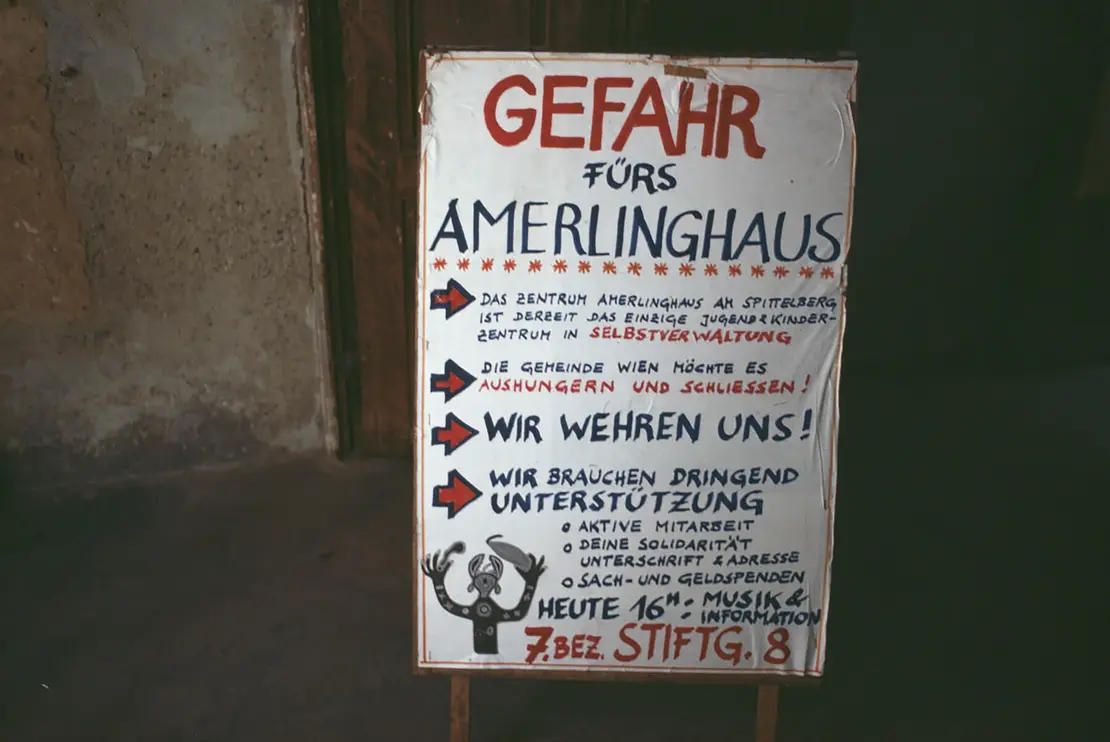 GEFAHR
FÜRS
AMERLINGHAUS
DAS ZENTRUM AMERLINGHAUS AM SPITTELBERG
IST DERZEIT DAS EINZIGE JUGEND & KINDER-
ZENTRUM IN SELBSTVERWALTUNG
DIE GEMEINDE WIEN MÖCHTE ES
AUSHUNGERN UND SCHLIESSEN!
WIR WEHREN UNS!
WIR BRAUCHEN DRINGEND
UNTERSTÜTZUNG
o AKTIVE MITARBEIT
o DEINE SOLIDARITÄT
UNTERSCHRIFT & ADRESSE
o SACH- UND GELDSPENDEN
HEUTE 16H: MUSIK &
INFORMATION
7. BEZ. STIFTG. 8